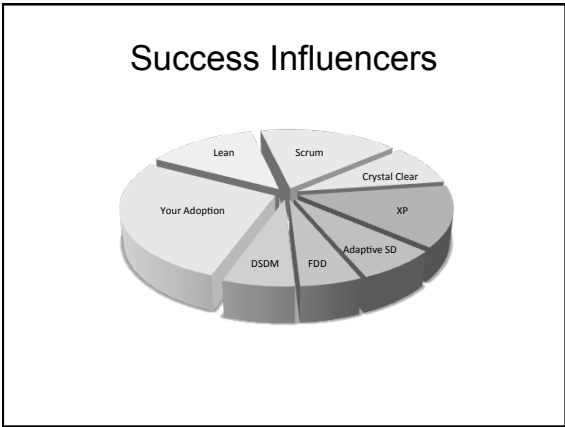 Success Influencers
Lean
Scrum
Crystal Clear
Your Adoption
XP
Adaptive SD
DSDM
FDD